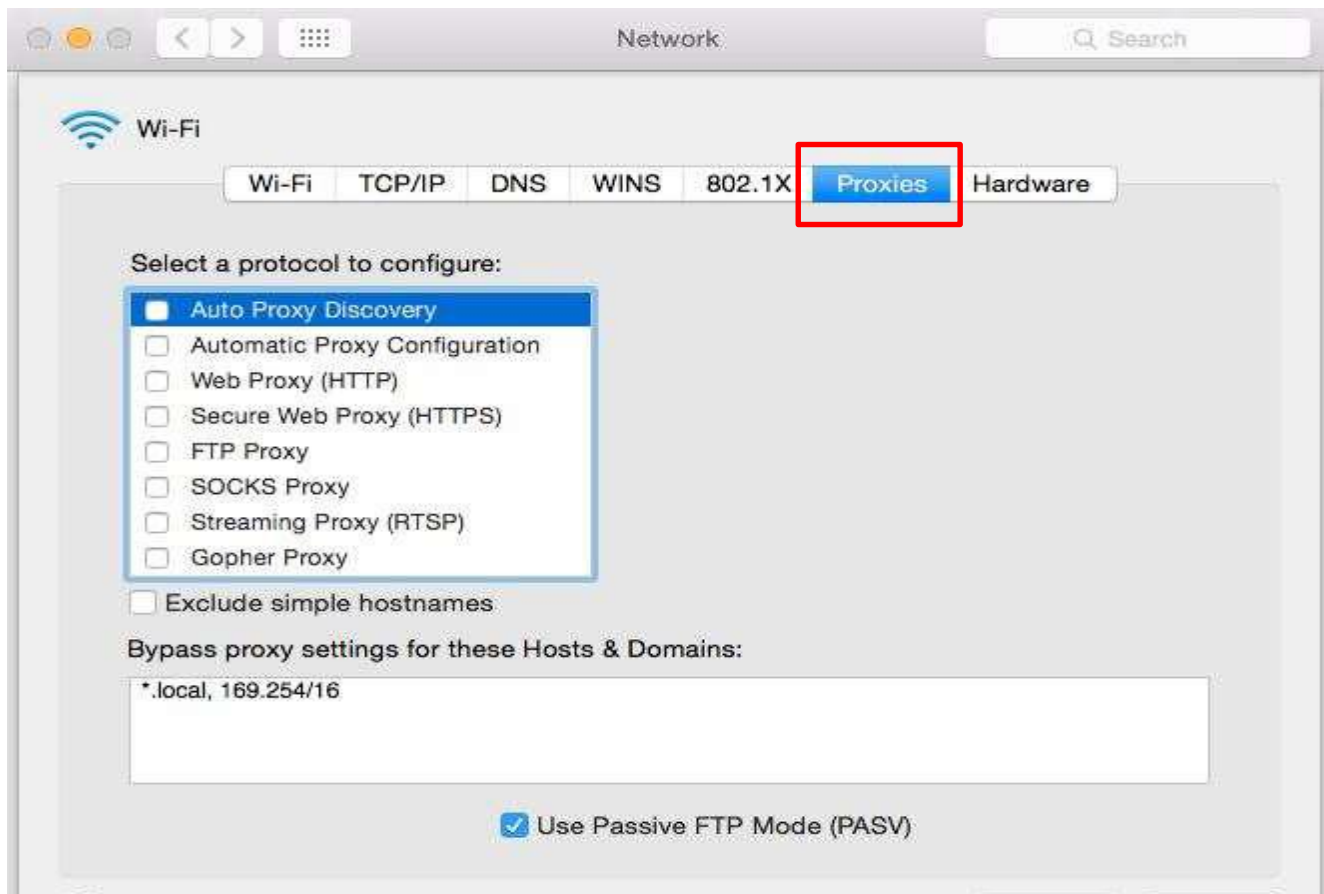 Network
Search
Wi-Fi
Wi-Fi TCP/IP DNS WINS 802.1X Proxies Hardware
Select a protocol to configure:
Auto Proxy Discovery
Automatic Proxy Configuration
Web Proxy (HTTP)
Secure Web Proxy (HTTPS)
FTP Proxy
SOCKS Proxy
Streaming Proxy (RTSP)
Gopher Proxy
Exclude simple hostnames
Bypass proxy settings for these Hosts & Domains:
*.local, 169.254/16
Use Passive FTP Mode (PASV)